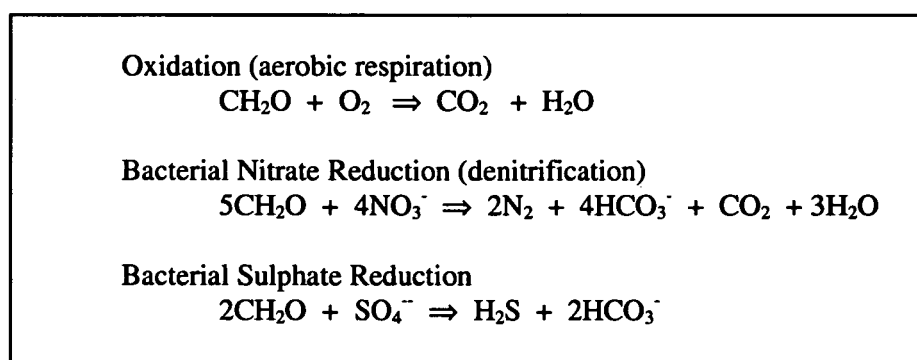 Oxidation (aerobic respiration)
CH₂O + O₂ ⇒ CO₂ + H₂O
Bacterial Nitrate Reduction (denitrification)
5CH₂O + 4NO₃⁻ ⇒ 2N₂ + 4HCO₃⁻ + CO₂ + 3H₂O
Bacterial Sulphate Reduction
2CH₂O + SO₄⁻⁻ ⇒ H₂S + 2HCO₃⁻